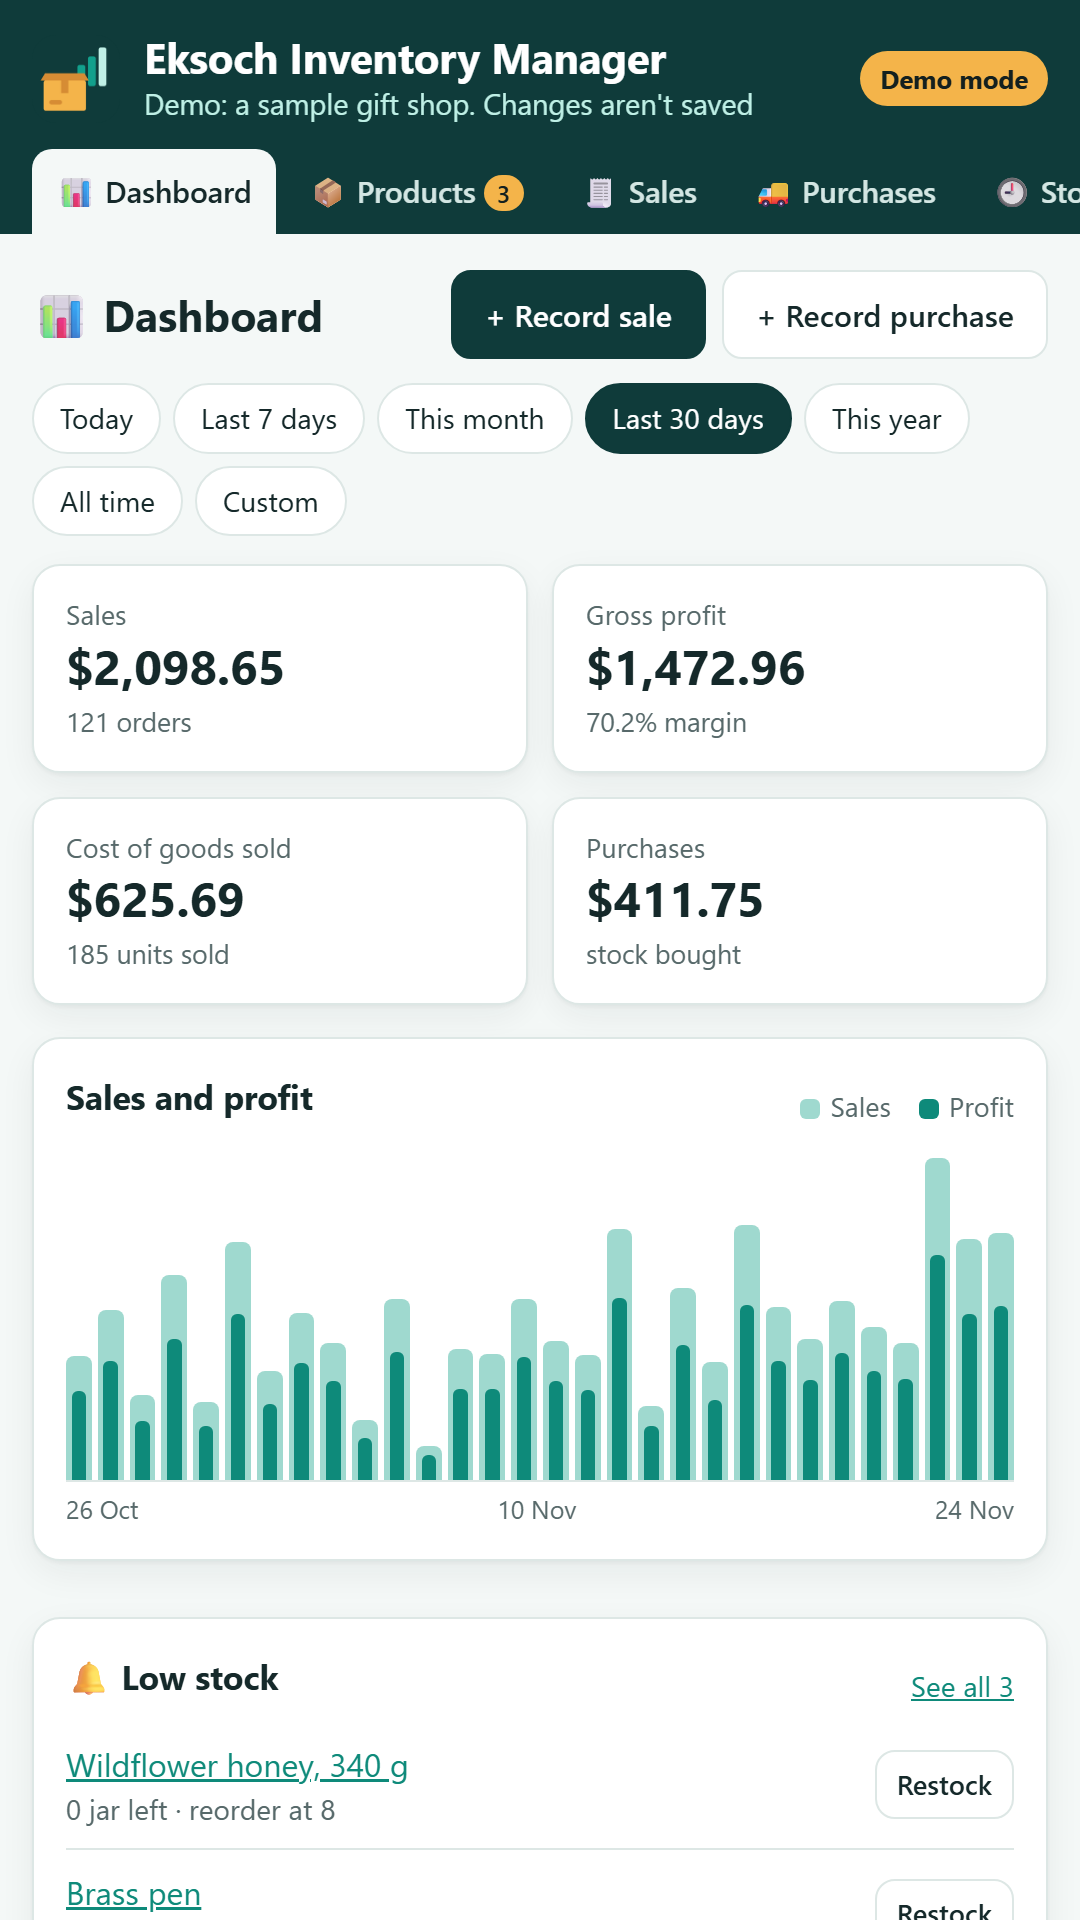 Eksoch Inventory Manager
Demo: a sample gift shop. Changes aren't saved
Demo mode
Dashboard
Products 3
Sales
Purchases
Sto
Dashboard
+ Record sale
+ Record purchase
Today
Last 7 days
This month
Last 30 days
This year
All time
Custom
Sales
$2,098.65
121 orders
Gross profit
$1,472.96
70.2% margin
Cost of goods sold
$625.69
185 units sold
Purchases
$411.75
stock bought
Sales and profit
Sales
Profit
26 Oct
10 Nov
24 Nov
Low stock
See all 3
Wildflower honey, 340 g
0 jar left · reorder at 8
Restock
Brass pen
Restock